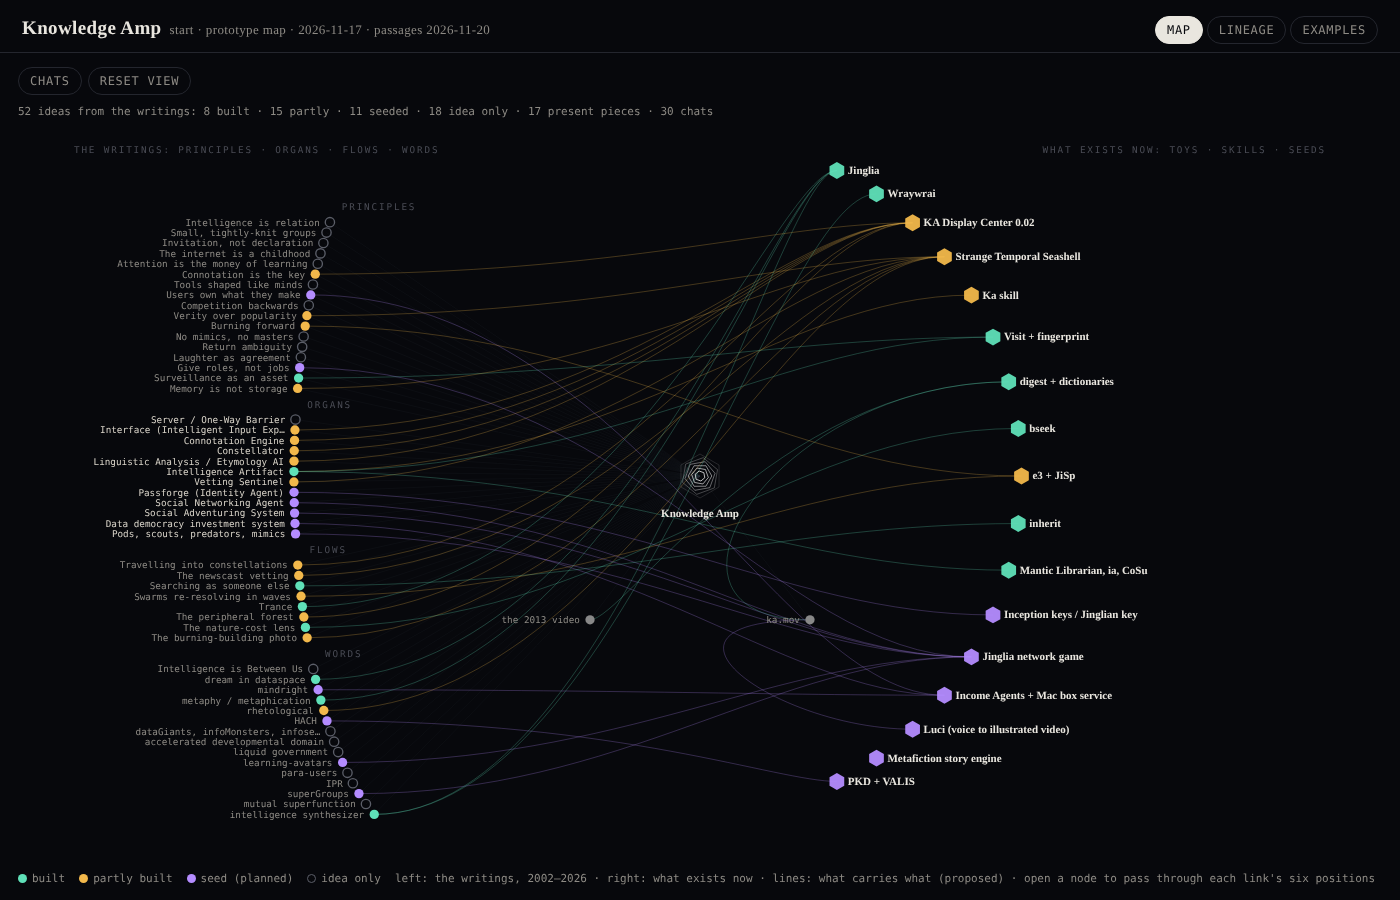 Knowledge Amp start · prototype map · 2026-11-17 · passages 2026-11-20
MAP LINEAGE EXAMPLES
CHATS RESET VIEW
52 ideas from the writings: 8 built · 15 partly · 11 seeded · 18 idea only · 17 present pieces · 30 chats
THE WRITINGS: PRINCIPLES · ORGANS · FLOWS · WORDS
PRINCIPLES
Intelligence is relation
Small, tightly-knit groups
Invitation, not declaration
The internet is a childhood
Attention is the money of learning
Connotation is the key
Tools shaped like minds
Users own what they make
Competition backwards
Verity over popularity
Burning forward
No mimics, no masters
Return ambiguity
Laughter as agreement
Give roles, not jobs
Surveillance as an asset
Memory is not storage
ORGANS
Server / One-Way Barrier
Interface (Intelligent Input Exp…
Connotation Engine
Constellator
Linguistic Analysis / Etymology AI
Intelligence Artifact
Vetting Sentinel
Passforge (Identity Agent)
Social Networking Agent
Social Adventuring System
Data democracy investment system
Pods, scouts, predators, mimics
FLOWS
Travelling into constellations
The newscast vetting
Searching as someone else
Swarms re-resolving in waves
Trance
The peripheral forest
The nature-cost lens
The burning-building photo
WORDS
Intelligence is Between Us
dream in dataspace
mindright
metaphy / metaphication
rhetological
HACH
dataGiants, infoMonsters, infose…
accelerated developmental domain
liquid government
learning-avatars
para-users
IPR
superGroups
mutual superfunction
intelligence synthesizer
Knowledge Amp
the 2013 video
ka.mov
WHAT EXISTS NOW: TOYS · SKILLS · SEEDS
Jinglia
Wraywrai
KA Display Center 0.02
Strange Temporal Seashell
Ka skill
Visit + fingerprint
digest + dictionaries
bseek
e3 + JiSp
inherit
Mantic Librarian, ia, CoSu
Inception keys / Jinglian key
Jinglia network game
Income Agents + Mac box service
Luci (voice to illustrated video)
Metafiction story engine
PKD + VALIS
built partly built seed (planned) idea only left: the writings, 2002–2026 · right: what exists now · lines: what carries what (proposed) · open a node to pass through each link's six positions